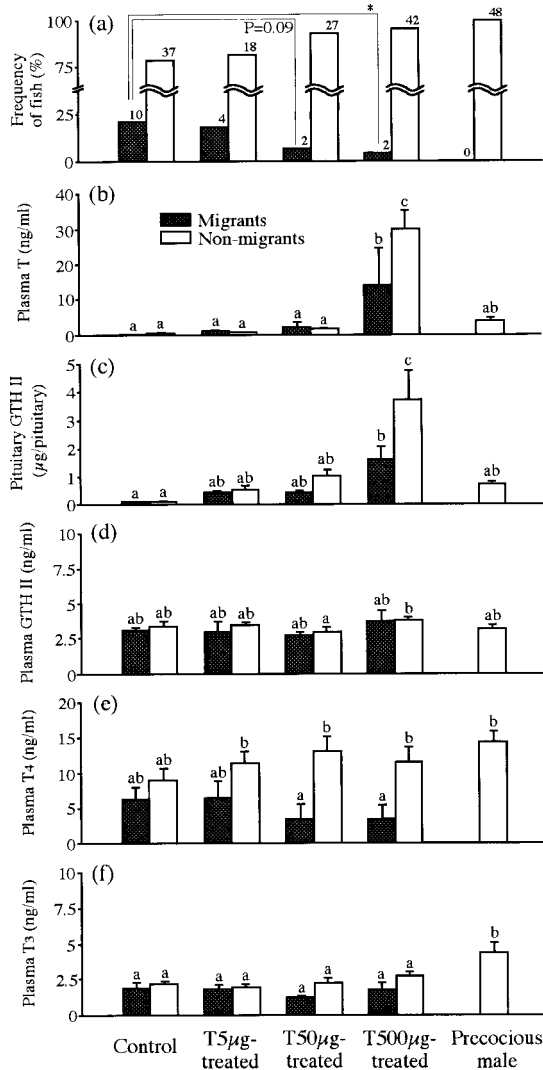 (a)
Frequency of fish (%)
100
75
25
0
P=0.09
*
10 37 4 18 2 27 2 42 0 48
(b)
Plasma T (ng/ml)
40
30
20
10
0
Migrants
Non-migrants
a a a a a a b c ab
(c)
Pituitary GTH II (µg/pituitary)
5
4
3
2
1
0
a a ab ab ab ab b c ab
(d)
Plasma GTH II (ng/ml)
10
7.5
5
2.5
0
ab ab ab ab ab a ab b ab
(e)
Plasma T4 (ng/ml)
20
15
10
5
0
ab ab ab b a b a b b
(f)
Plasma T3 (ng/ml)
10
7.5
5
2.5
0
a a a a a a a a b
Control
T5µg-treated
T50µg-treated
T500µg-treated
Precocious male